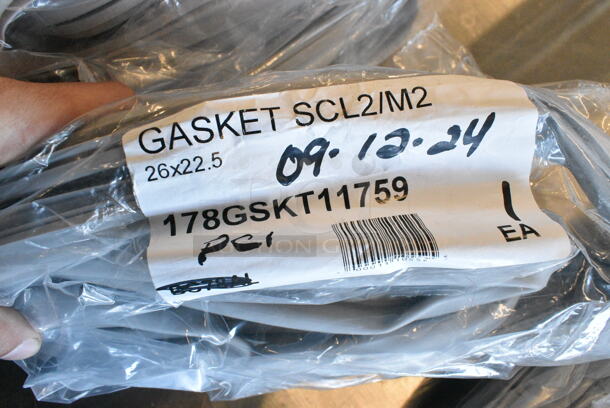 GASKET SCL2/M2
26x22.5
09-12-24
178GSKT11759
PCI
1
EA